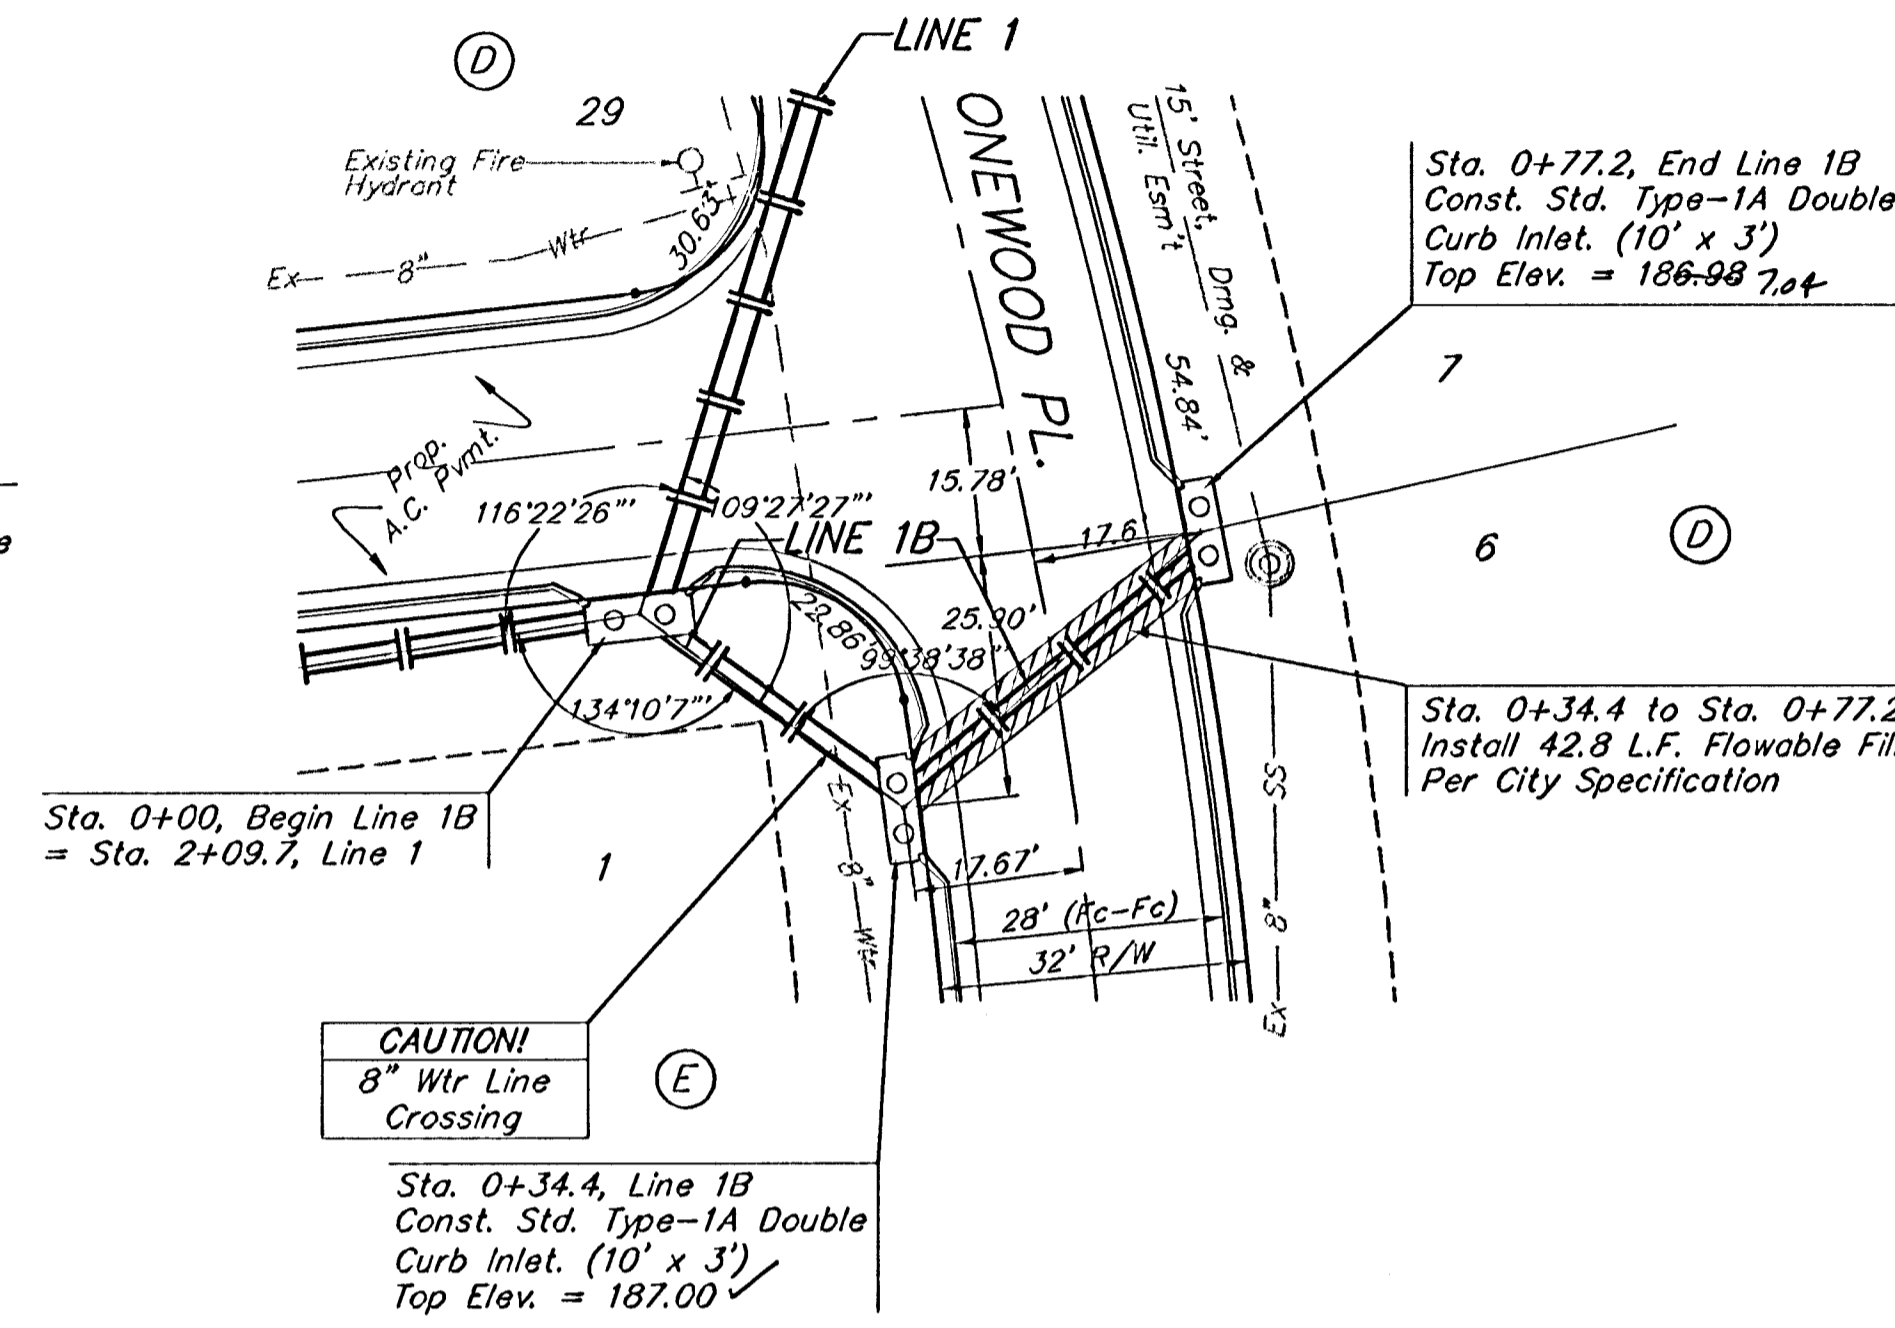 LINE 1
D
29
Existing Fire
Hydrant
30.63'
Ex 8" Wtr
ONEWOOD PL.
15' Street, Drng. &
Util. Esm't
54.84'
Sta. 0+77.2, End Line 1B
Const. Std. Type-1A Double
Curb Inlet. (10' x 3')
Top Elev. = 186.98 7.04
7
Prop.
A.C. Pvmt.
116°22'26"'
109°27'27"'
LINE 1B
15.78'
17.6
6
D
22.86'
25.90'
99°38'38"'
134°10'7"'
Sta. 0+34.4 to Sta. 0+77.2
Install 42.8 L.F. Flowable Fil
Per City Specification
Sta. 0+00, Begin Line 1B
= Sta. 2+09.7, Line 1
1
Ex 8" Wtr
17.67'
28' (Fc-Fc)
32' R/W
Ex 8" SS
CAUTION!
8" Wtr Line
Crossing
E
Sta. 0+34.4, Line 1B
Const. Std. Type-1A Double
Curb Inlet. (10' x 3')
Top Elev. = 187.00 ✓